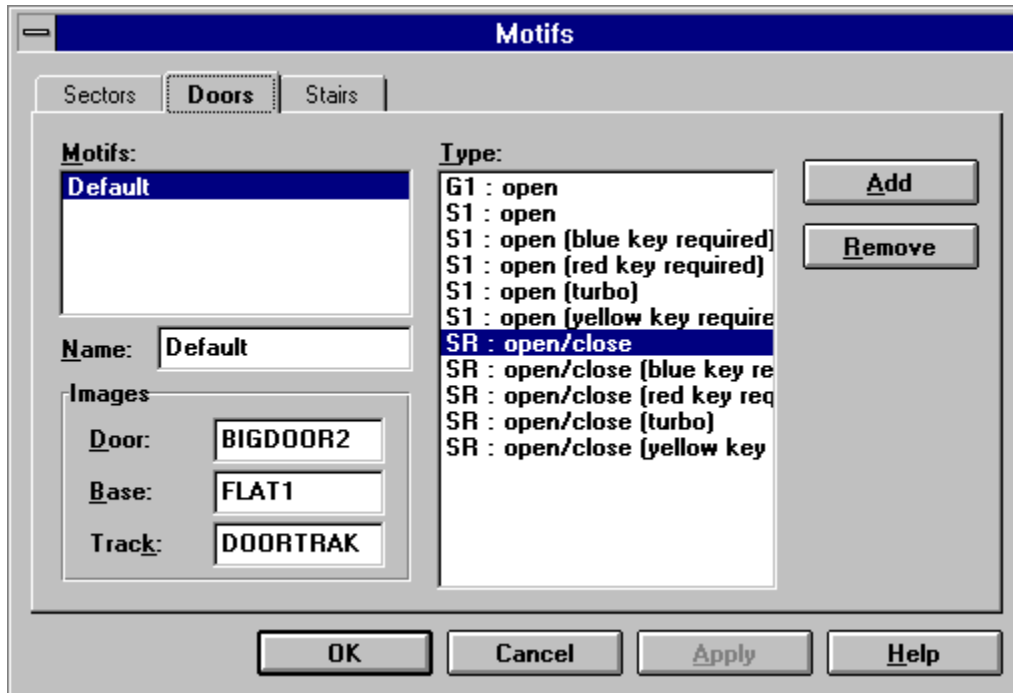 Motifs
Sectors Doors Stairs
Motifs:
Default
Name: Default
Images
Door: BIGDOOR2
Base: FLAT1
Track: DOORTRAK
Type:
G1 : open
S1 : open
S1 : open (blue key required)
S1 : open (red key required)
S1 : open (turbo)
S1 : open (yellow key require
SR : open/close
SR : open/close (blue key re
SR : open/close (red key req
SR : open/close (turbo)
SR : open/close (yellow key
Add
Remove
OK Cancel Apply Help